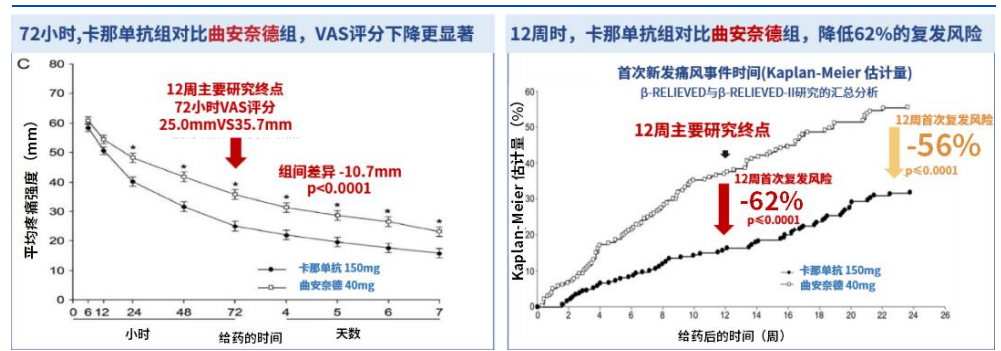 72小时,卡那单抗组对比曲安奈德组，VAS评分下降更显著
C
80
70
60
50
40
30
20
10
0
平均疼痛强度（mm）
12周主要研究终点
72小时VAS评分
25.0mmVS35.7mm
组间差异 -10.7mm
p<0.0001
* * * * * * *
卡那单抗 150mg
曲安奈德 40mg
0 6 12 24 48 72 4 5 6 7
小时 给药的时间 天数
12周时，卡那单抗组对比曲安奈德组，降低62%的复发风险
首次新发痛风事件时间(Kaplan-Meier 估计量)
β-RELIEVED与β-RELIEVED-II研究的汇总分析
60
50
40
30
20
10
0
Kaplan-Meier 估计量（%）
12周主要研究终点
12周首次复发风险
-62%
p≤0.0001
12周首次复发风险
-56%
p≤0.0001
卡那单抗 150mg
曲安奈德 40mg
0 2 4 6 8 10 12 14 16 18 20 22 24 26
给药后的时间（周）